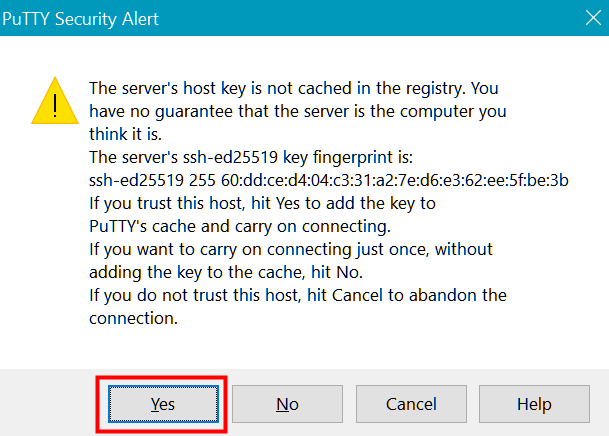 PuTTY Security Alert
The server's host key is not cached in the registry. You
have no guarantee that the server is the computer you
think it is.
The server's ssh-ed25519 key fingerprint is:
ssh-ed25519 255 60:dd:ce:d4:04:c3:31:a2:7e:d6:e3:62:ee:5f:be:3b
If you trust this host, hit Yes to add the key to
PuTTY's cache and carry on connecting.
If you want to carry on connecting just once, without
adding the key to the cache, hit No.
If you do not trust this host, hit Cancel to abandon the
connection.
Yes No Cancel Help